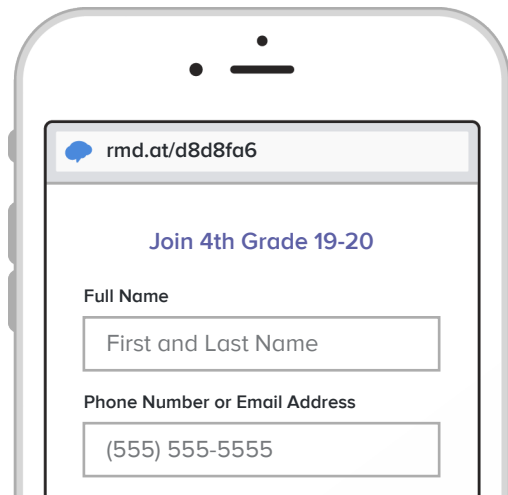 rmd.at/d8d8fa6
Join 4th Grade 19-20
Full Name
First and Last Name
Phone Number or Email Address
(555) 555-5555